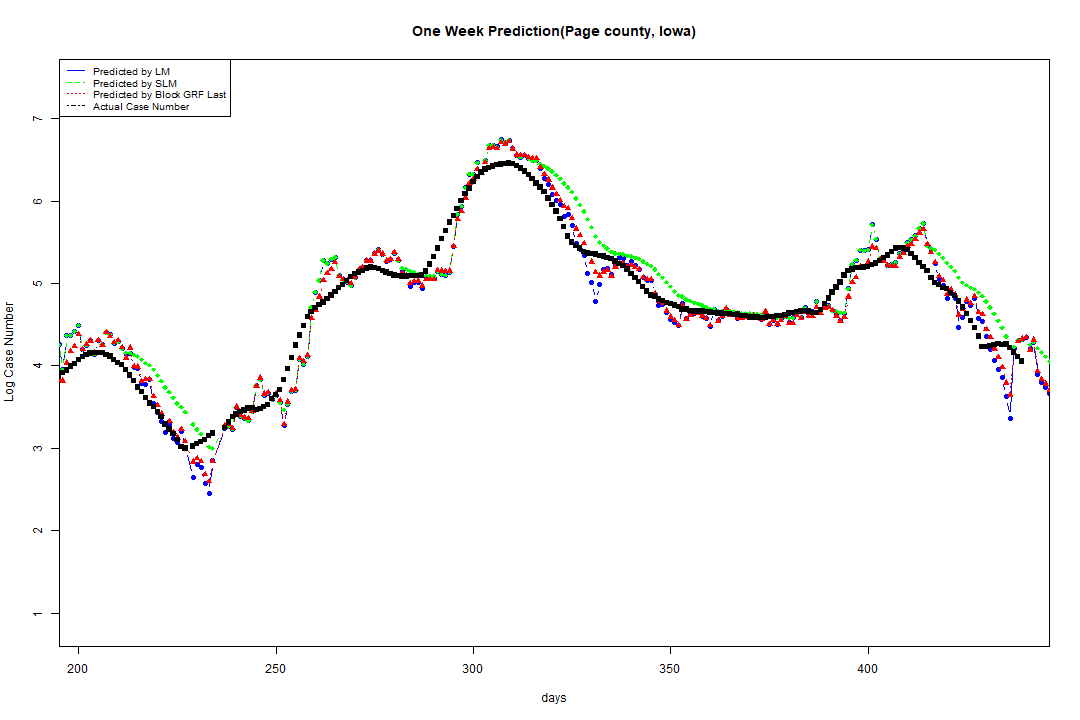 One Week Prediction(Page county, Iowa)
Predicted by LM
Predicted by SLM
Predicted by Block GRF Last
Actual Case Number
7
6
5
4
3
2
1
Log Case Number
200 250 300 350 400
days